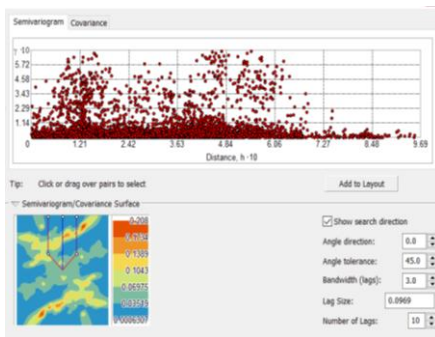 Semivariogram Covariance
γ 10
5.72
4.58
3.43
2.29
1.14
0 1.21 2.42 3.63 4.84 6.06 7.27 8.48 9.69
Distance, h ·10
Tip: Click or drag over pairs to select Add to Layout
Semivariogram/Covariance Surface
0.208
0.1389
0.1043
0.06975
Show search direction
Angle direction: 0.0
Angle tolerance: 45.0
Bandwidth (lags): 3.0
Lag Size: 0.0969
Number of Lags: 10